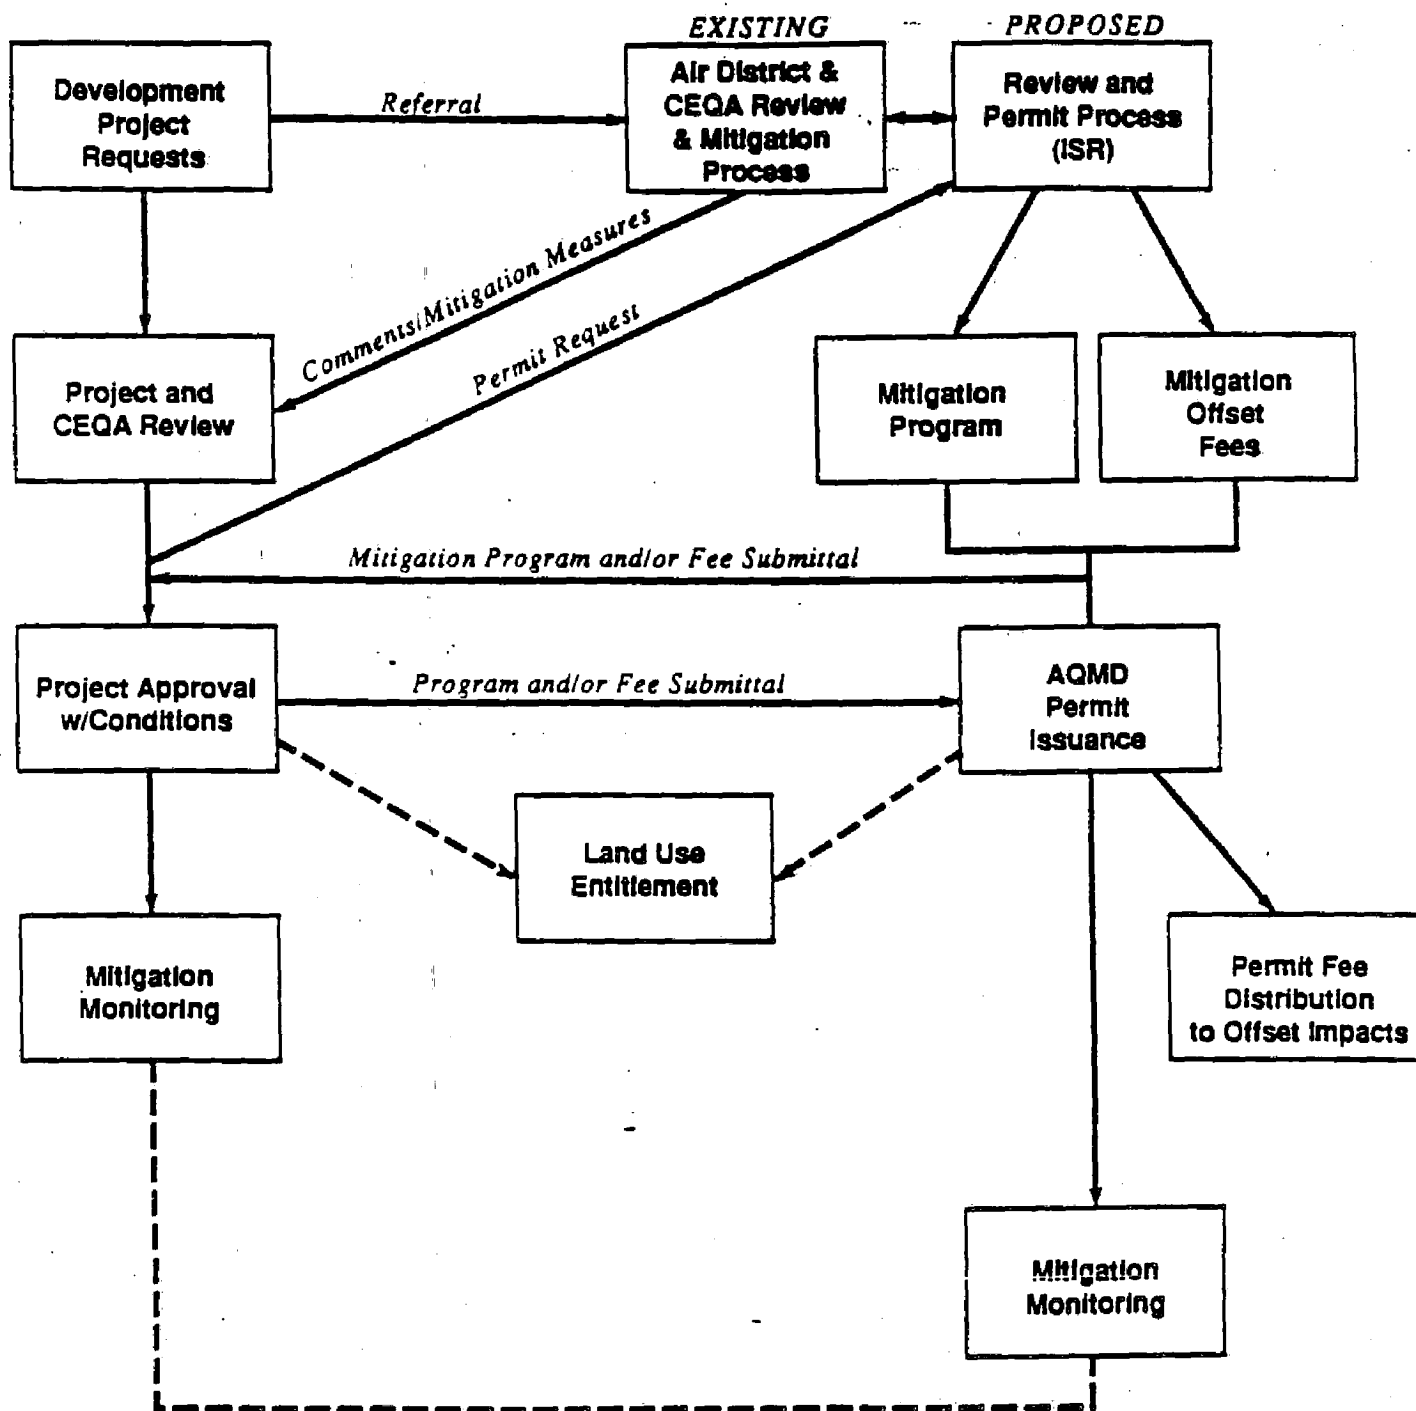 EXISTING
PROPOSED
Development
Project
Requests
Referral
Air District &
CEQA Review
& Mitigation
Process
Review and
Permit Process
(ISR)
Comments/Mitigation Measures
Permit Request
Project and
CEQA Review
Mitigation
Program
Mitigation
Offset
Fees
Mitigation Program and/or Fee Submittal
Project Approval
w/Conditions
Program and/or Fee Submittal
AQMD
Permit
Issuance
Land Use
Entitlement
Mitigation
Monitoring
Permit Fee
Distribution
to Offset Impacts
Mitigation
Monitoring